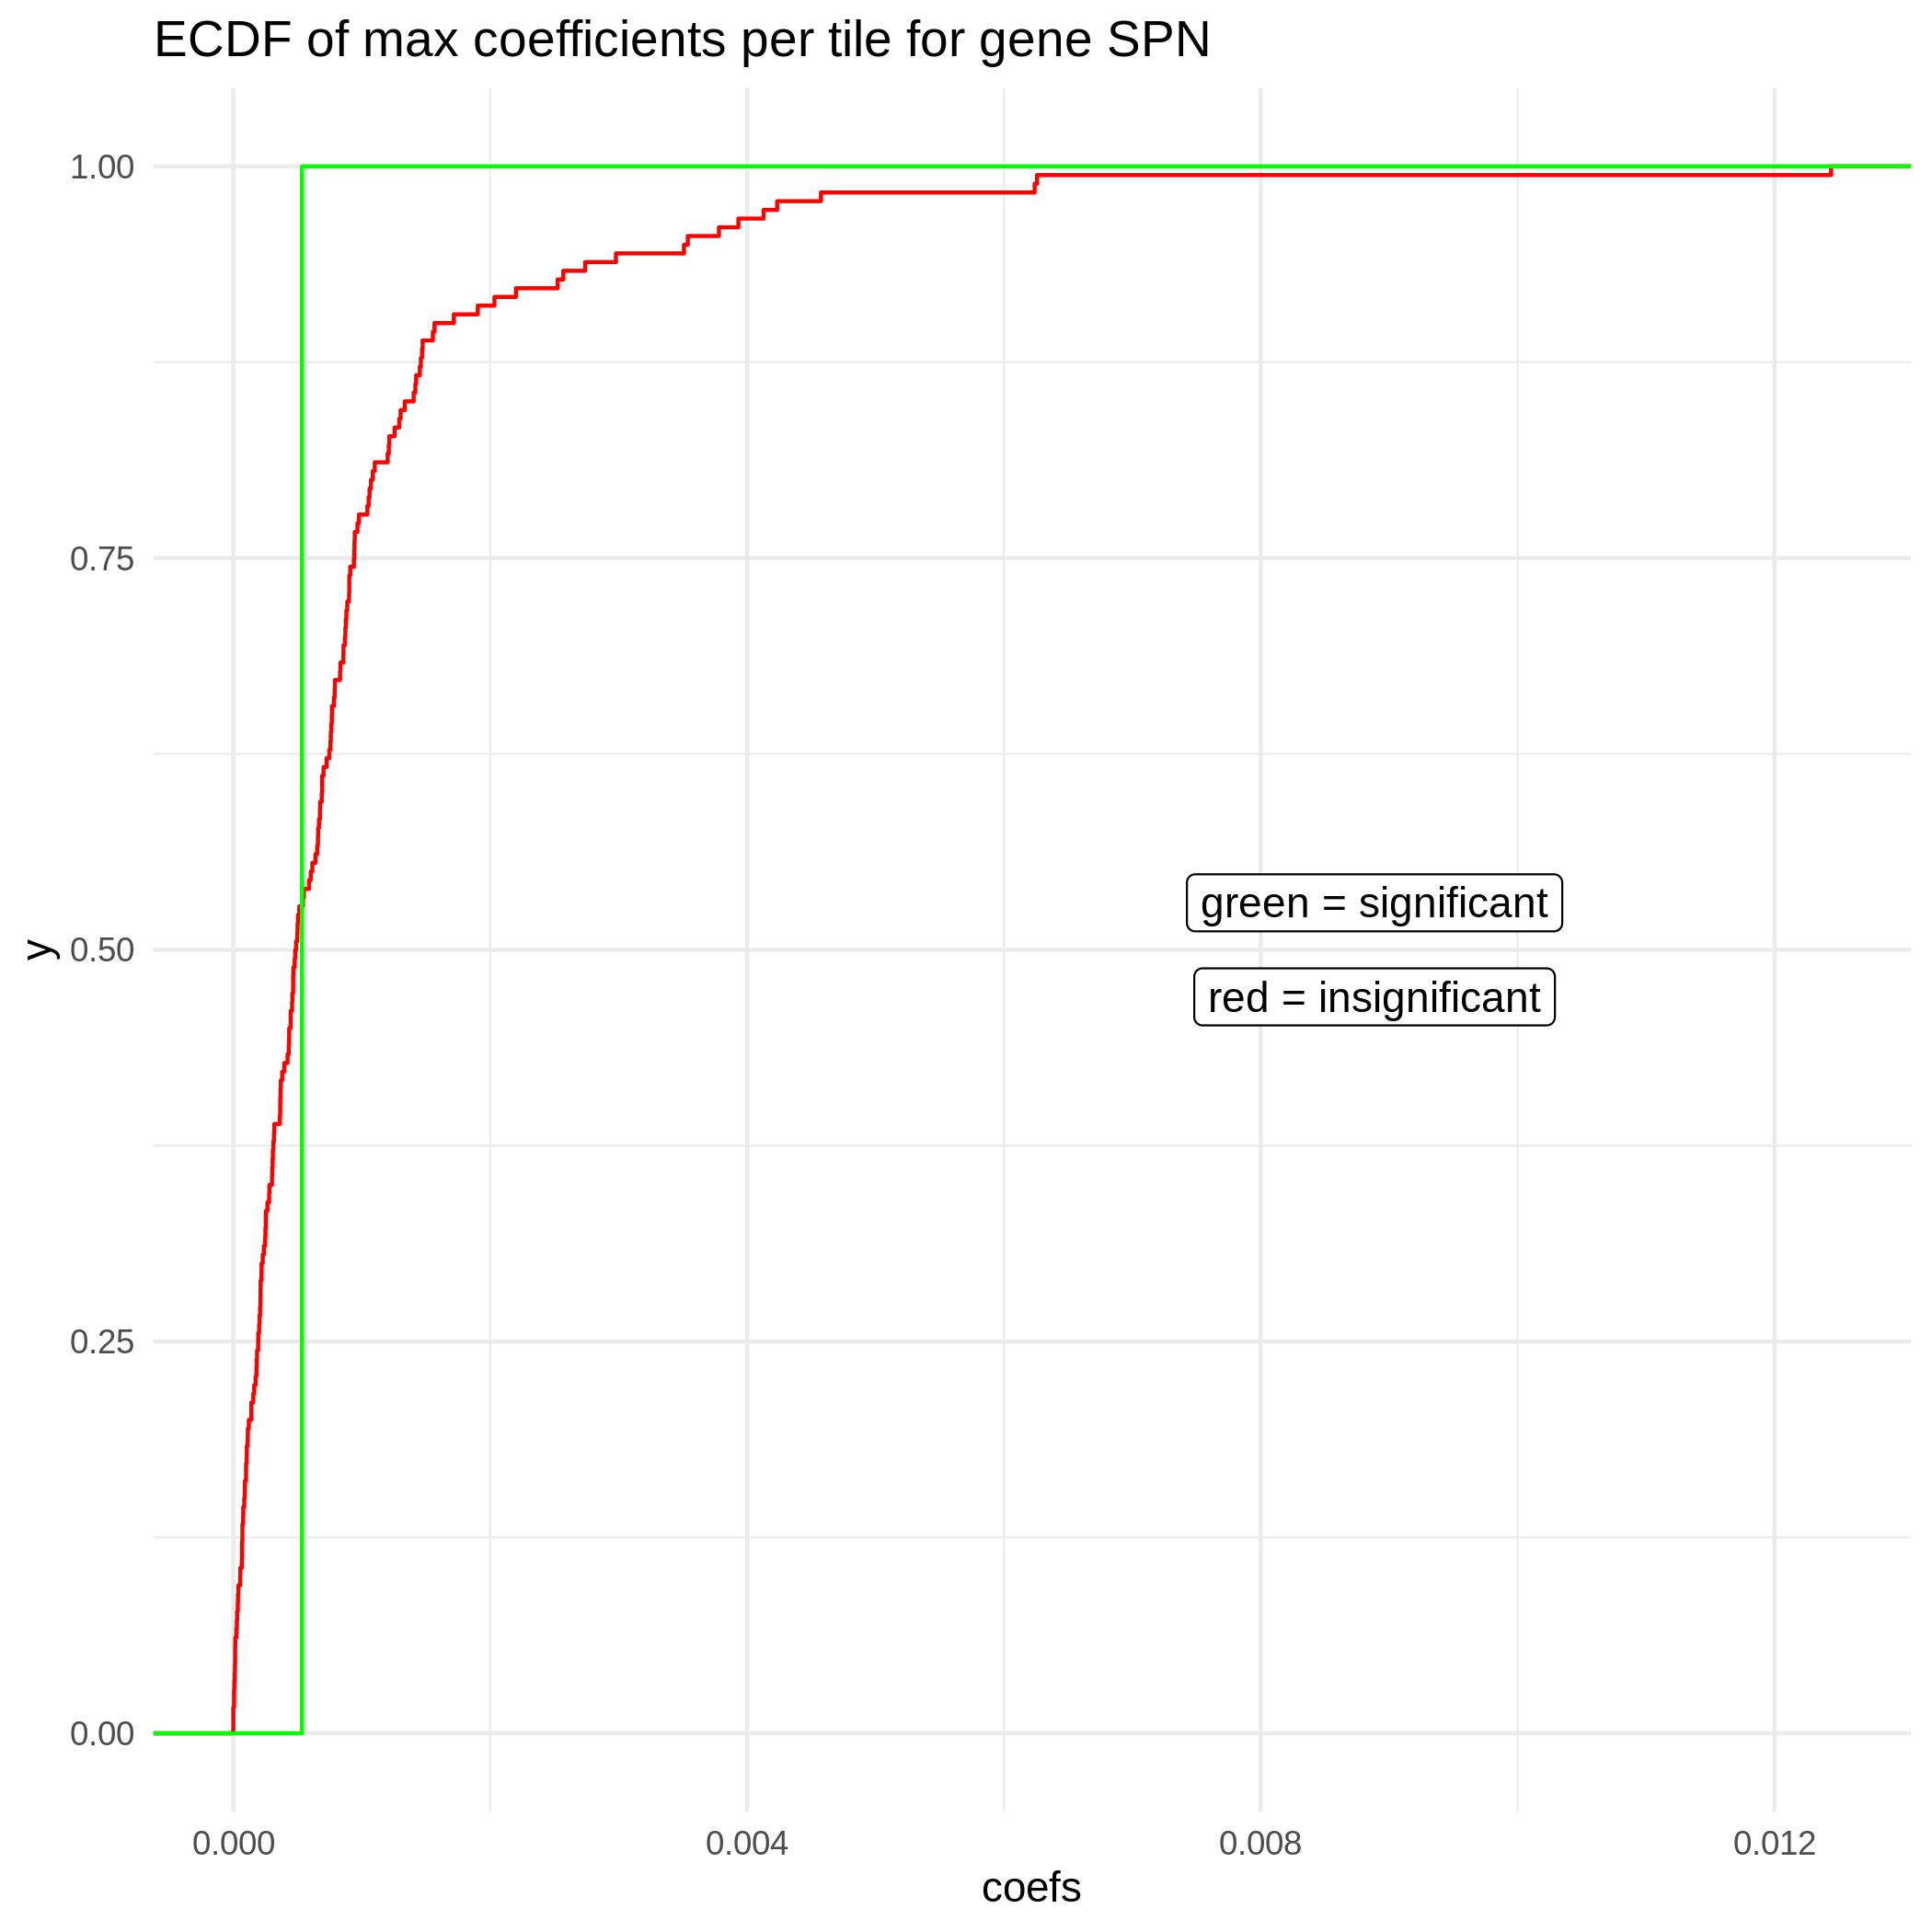 ECDF of max coefficients per tile for gene SPN
1.00
0.75
0.50
0.25
0.00
y
green = significant
red = insignificant
0.000 0.004 0.008 0.012
coefs